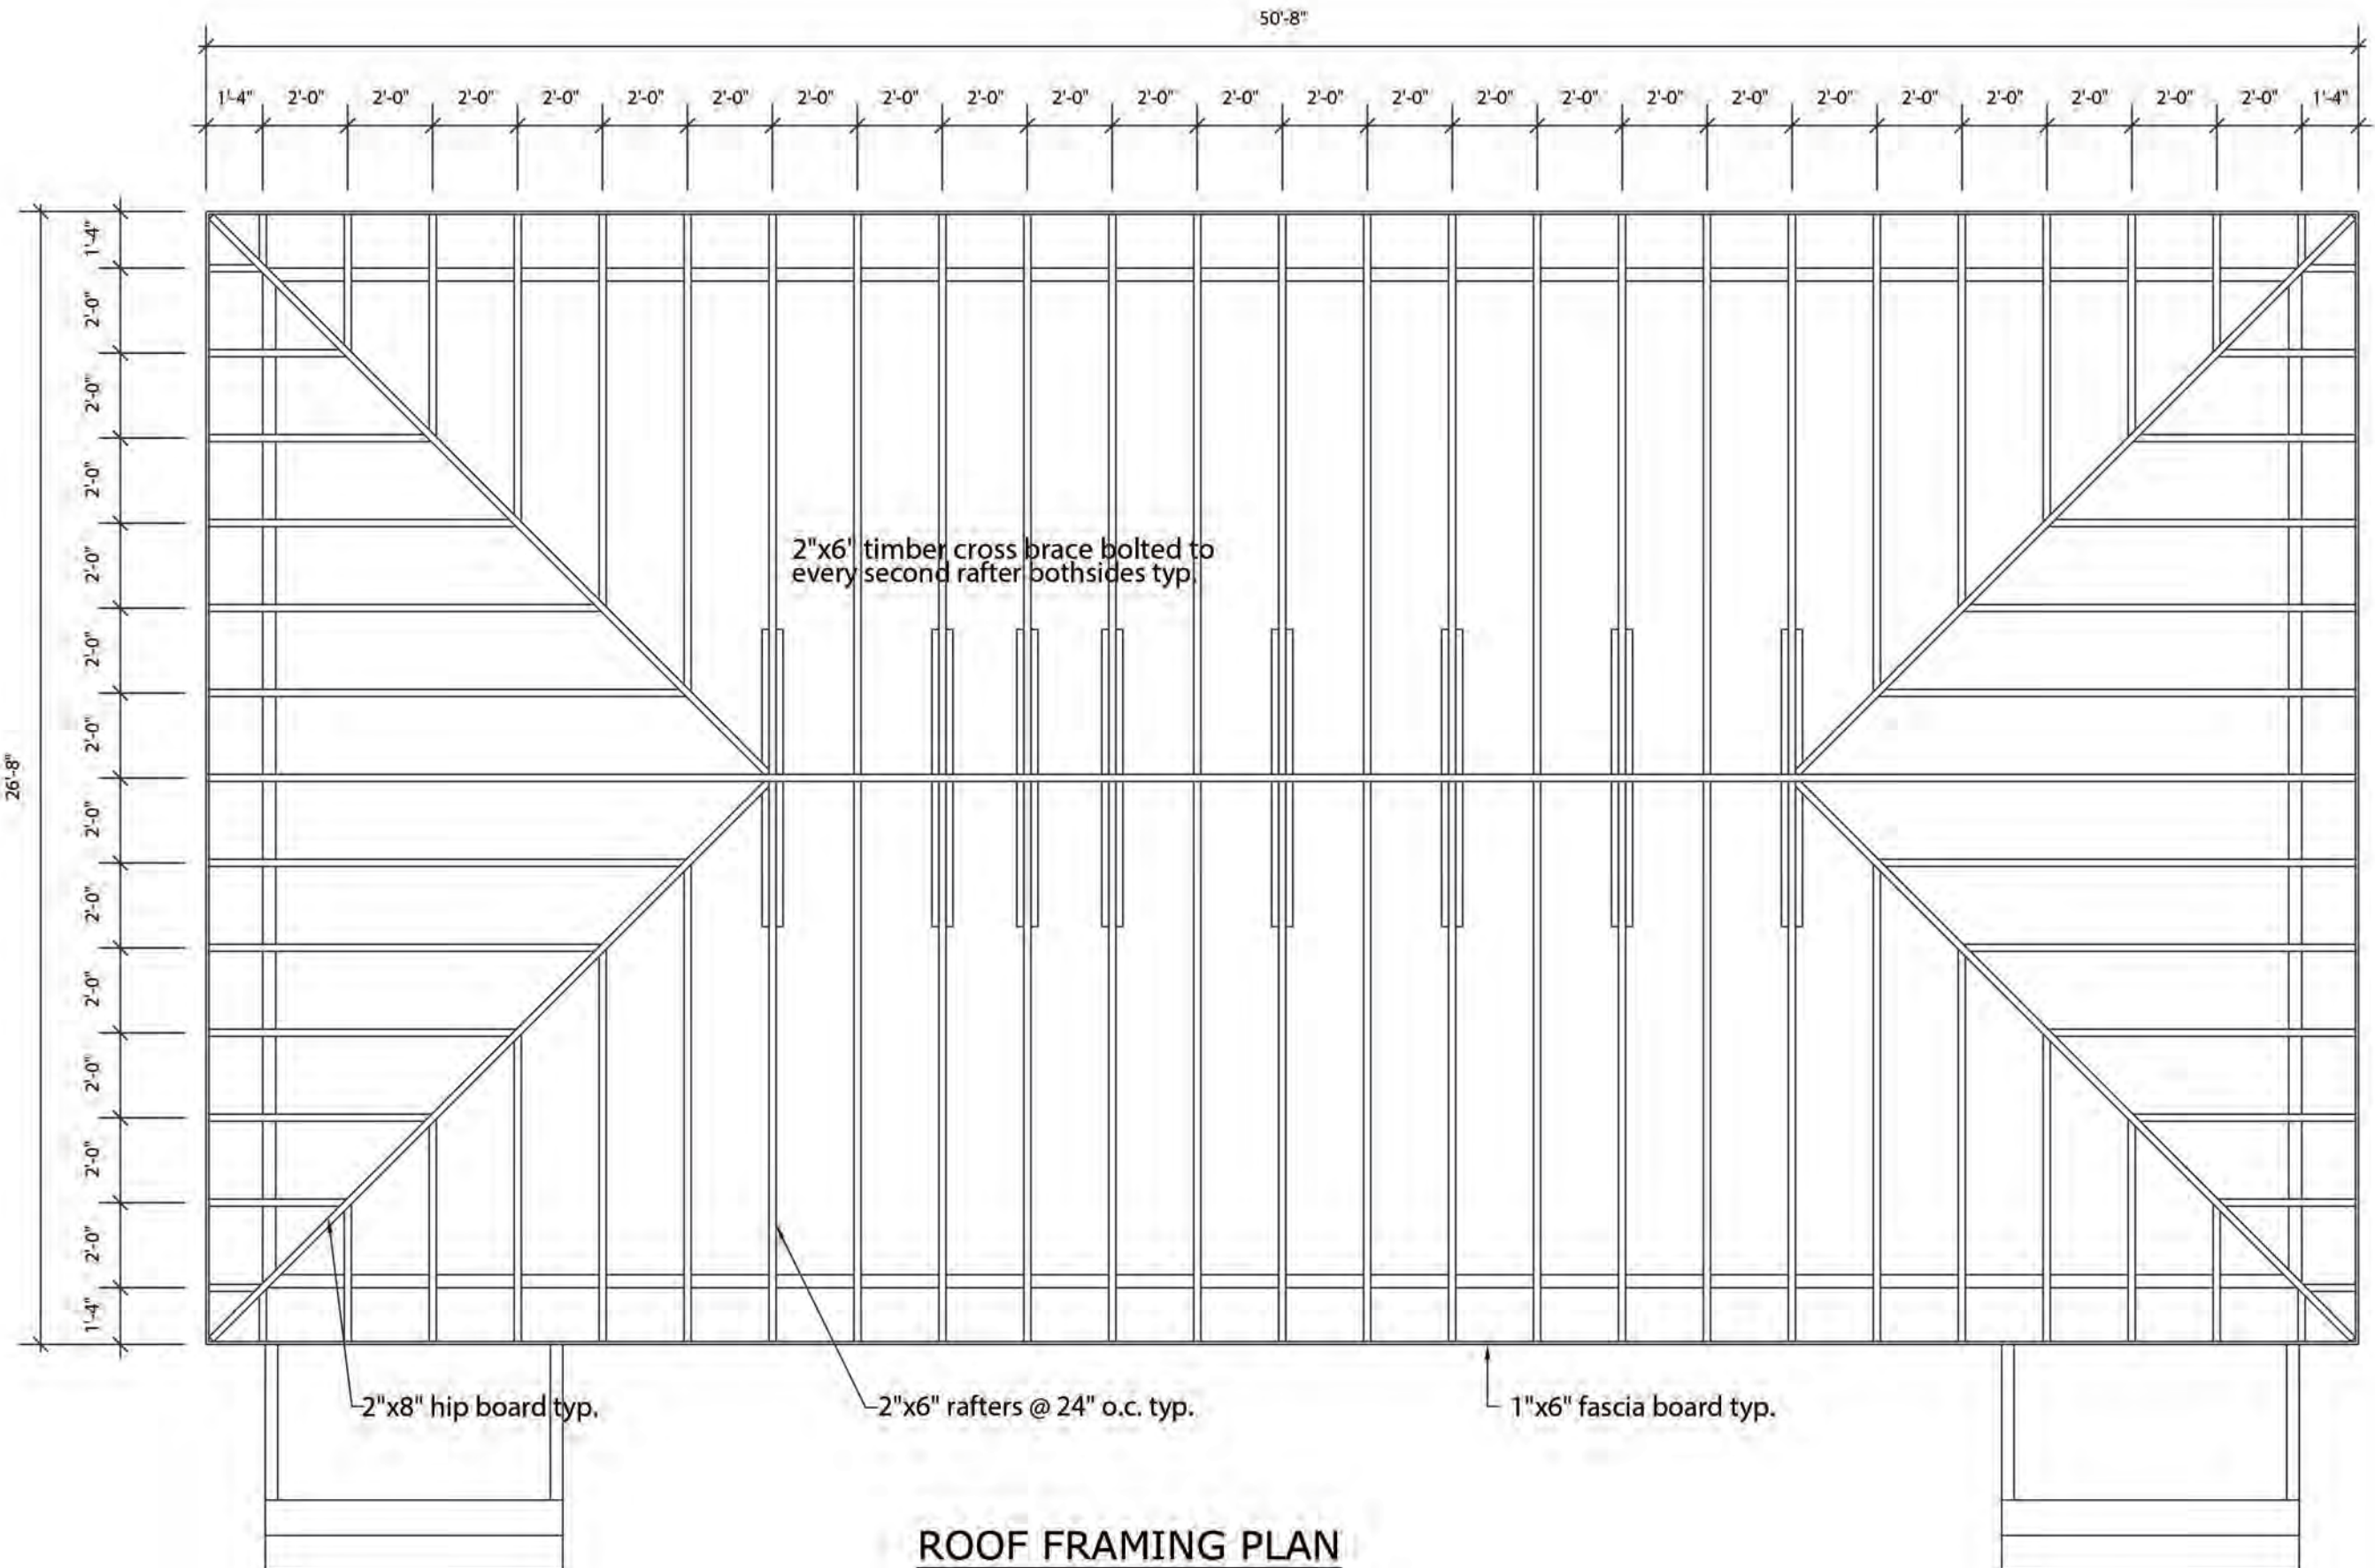 50'-8"
1'-4" 2'-0" 2'-0" 2'-0" 2'-0" 2'-0" 2'-0" 2'-0" 2'-0" 2'-0" 2'-0" 2'-0" 2'-0" 2'-0" 2'-0" 2'-0" 2'-0" 2'-0" 2'-0" 2'-0" 2'-0" 2'-0" 2'-0" 2'-0" 2'-0" 1'-4"
26'-8"
1'-4" 2'-0" 2'-0" 2'-0" 2'-0" 2'-0" 2'-0" 2'-0" 2'-0" 2'-0" 2'-0" 2'-0" 2'-0" 1'-4"
2"x6" timber cross brace bolted to
every second rafter bothsides typ.
2"x8" hip board typ.
2"x6" rafters @ 24" o.c. typ.
1"x6" fascia board typ.
ROOF FRAMING PLAN